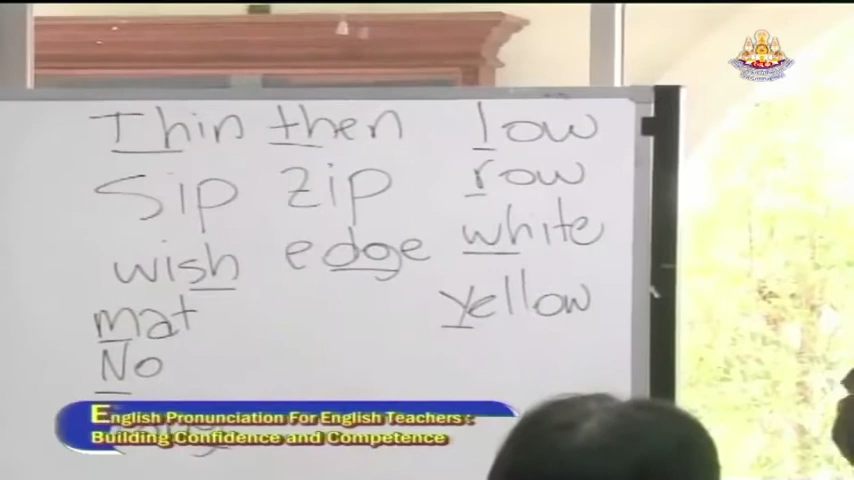 Thin then low
Sip zip row
wish edge white
mat yellow
No
English Pronunciation For English Teachers :
Building Confidence and Competence